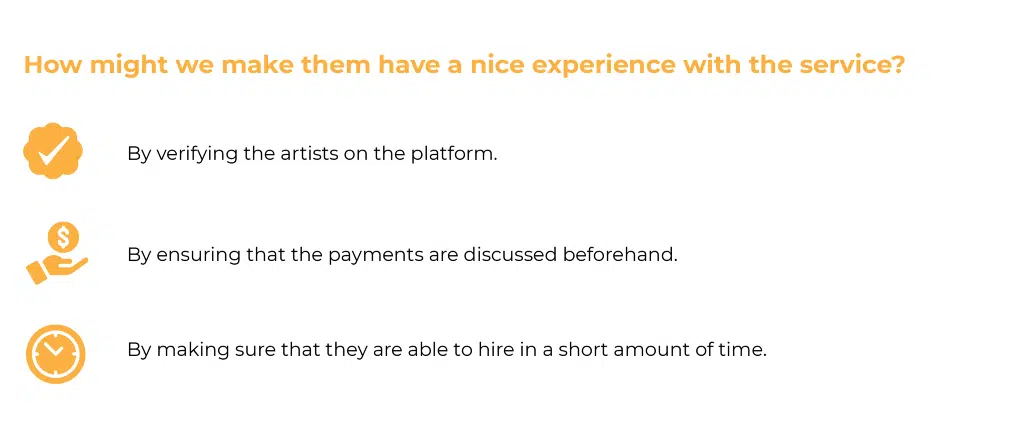 How might we make them have a nice experience with the service?
By verifying the artists on the platform.
$
By ensuring that the payments are discussed beforehand.
By making sure that they are able to hire in a short amount of time.